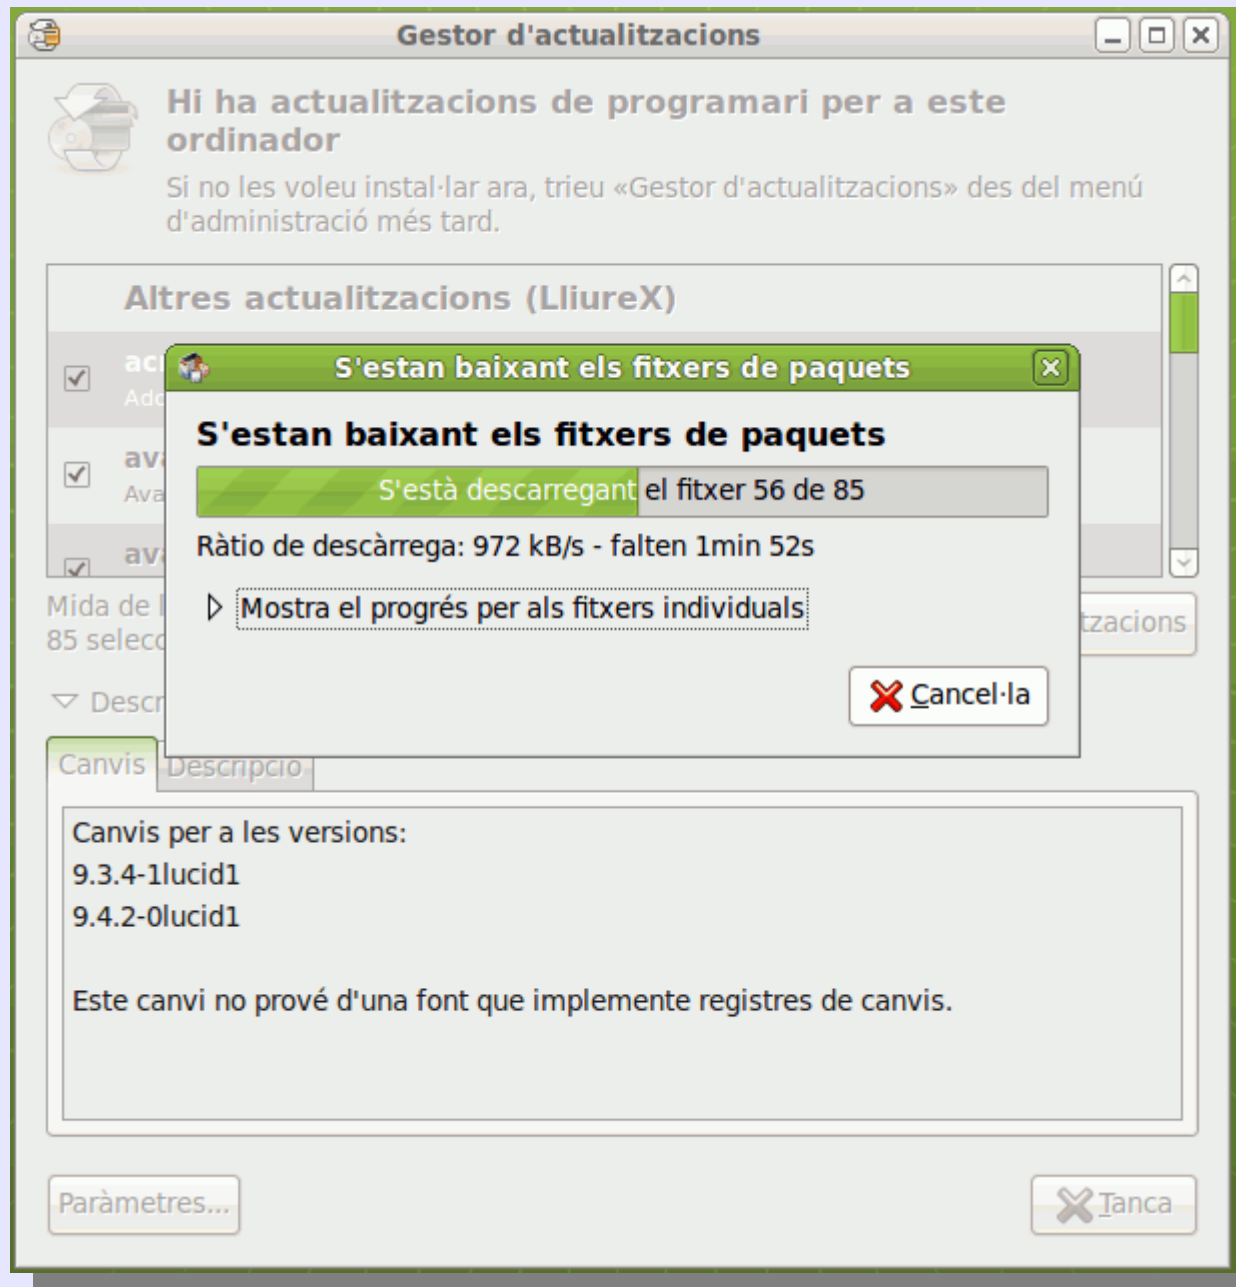 Gestor d'actualitzacions
Hi ha actualitzacions de programari per a este
ordinador
Si no les voleu instal·lar ara, trieu «Gestor d'actualitzacions» des del menú
d'administració més tard.
Altres actualitzacions (LliureX)
S'estan baixant els fitxers de paquets
S'estan baixant els fitxers de paquets
S'està descarregant el fitxer 56 de 85
Ràtio de descàrrega: 972 kB/s - falten 1min 52s
Mostra el progrés per als fitxers individuals
Cancel·la
Mida de
85
Canvis Descripció
Canvis per a les versions:
9.3.4-1lucid1
9.4.2-0lucid1
Este canvi no prové d'una font que implemente registres de canvis.
Paràmetres...
Tanca